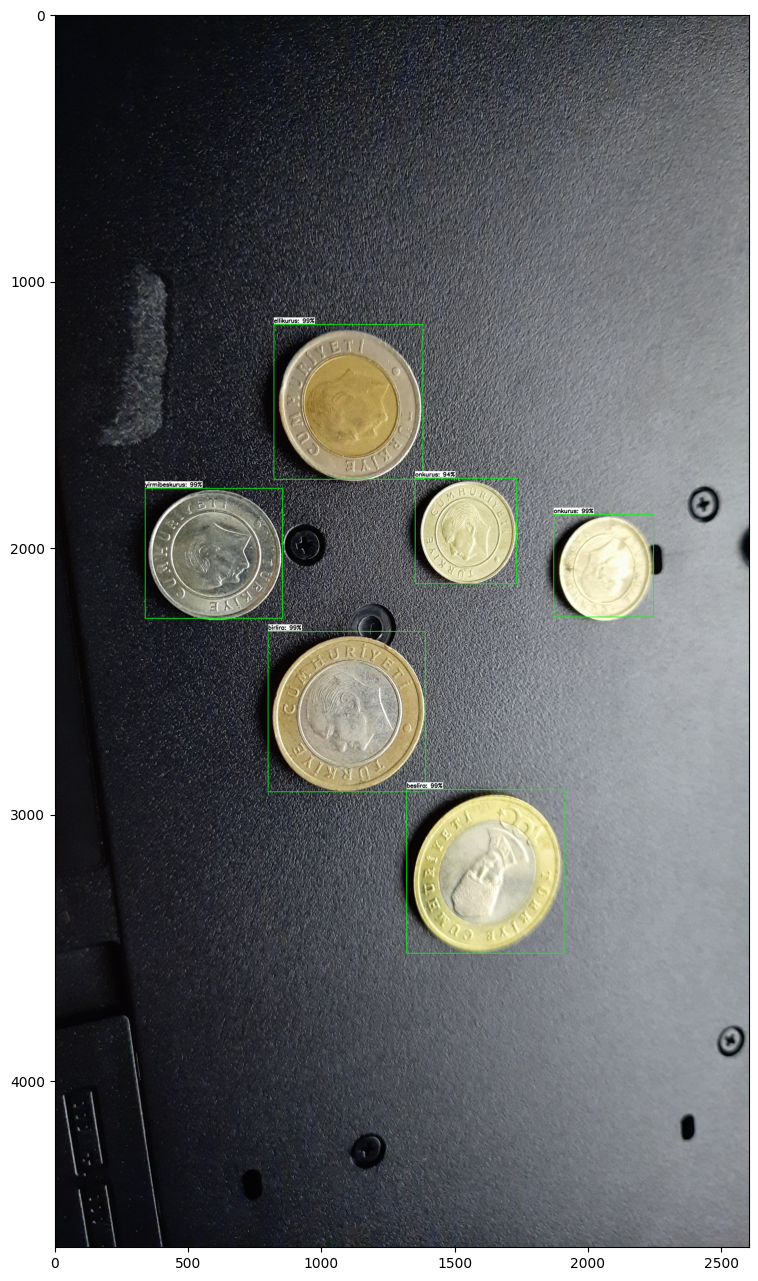 0
1000
ellikurus: 99%
TÜRKİYE CUMHURİYETİ
onkurus: 94%
TÜRKİYE CUMHURİYETİ
yirmibeskurus: 99%
TÜRKİYE CUMHURİYETİ
onkurus: 99%
2000
birlira: 99%
TÜRKİYE CUMHURİYETİ
beslira: 99%
TÜRKİYE CUMHURİYETİ
3000
4000
0 500 1000 1500 2000 2500